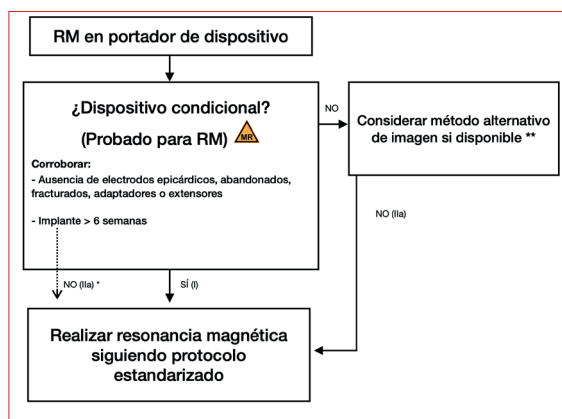 RM en portador de dispositivo
¿Dispositivo condicional?
(Probado para RM) MR
Corroborar:
- Ausencia de electrodos epicárdicos, abandonados,
fracturados, adaptadores o extensores
- Implante > 6 semanas
NO
Considerar método alternativo
de imagen si disponible **
NO (IIa)
NO (IIa) *
SÍ (I)
Realizar resonancia magnética
siguiendo protocolo
estandarizado